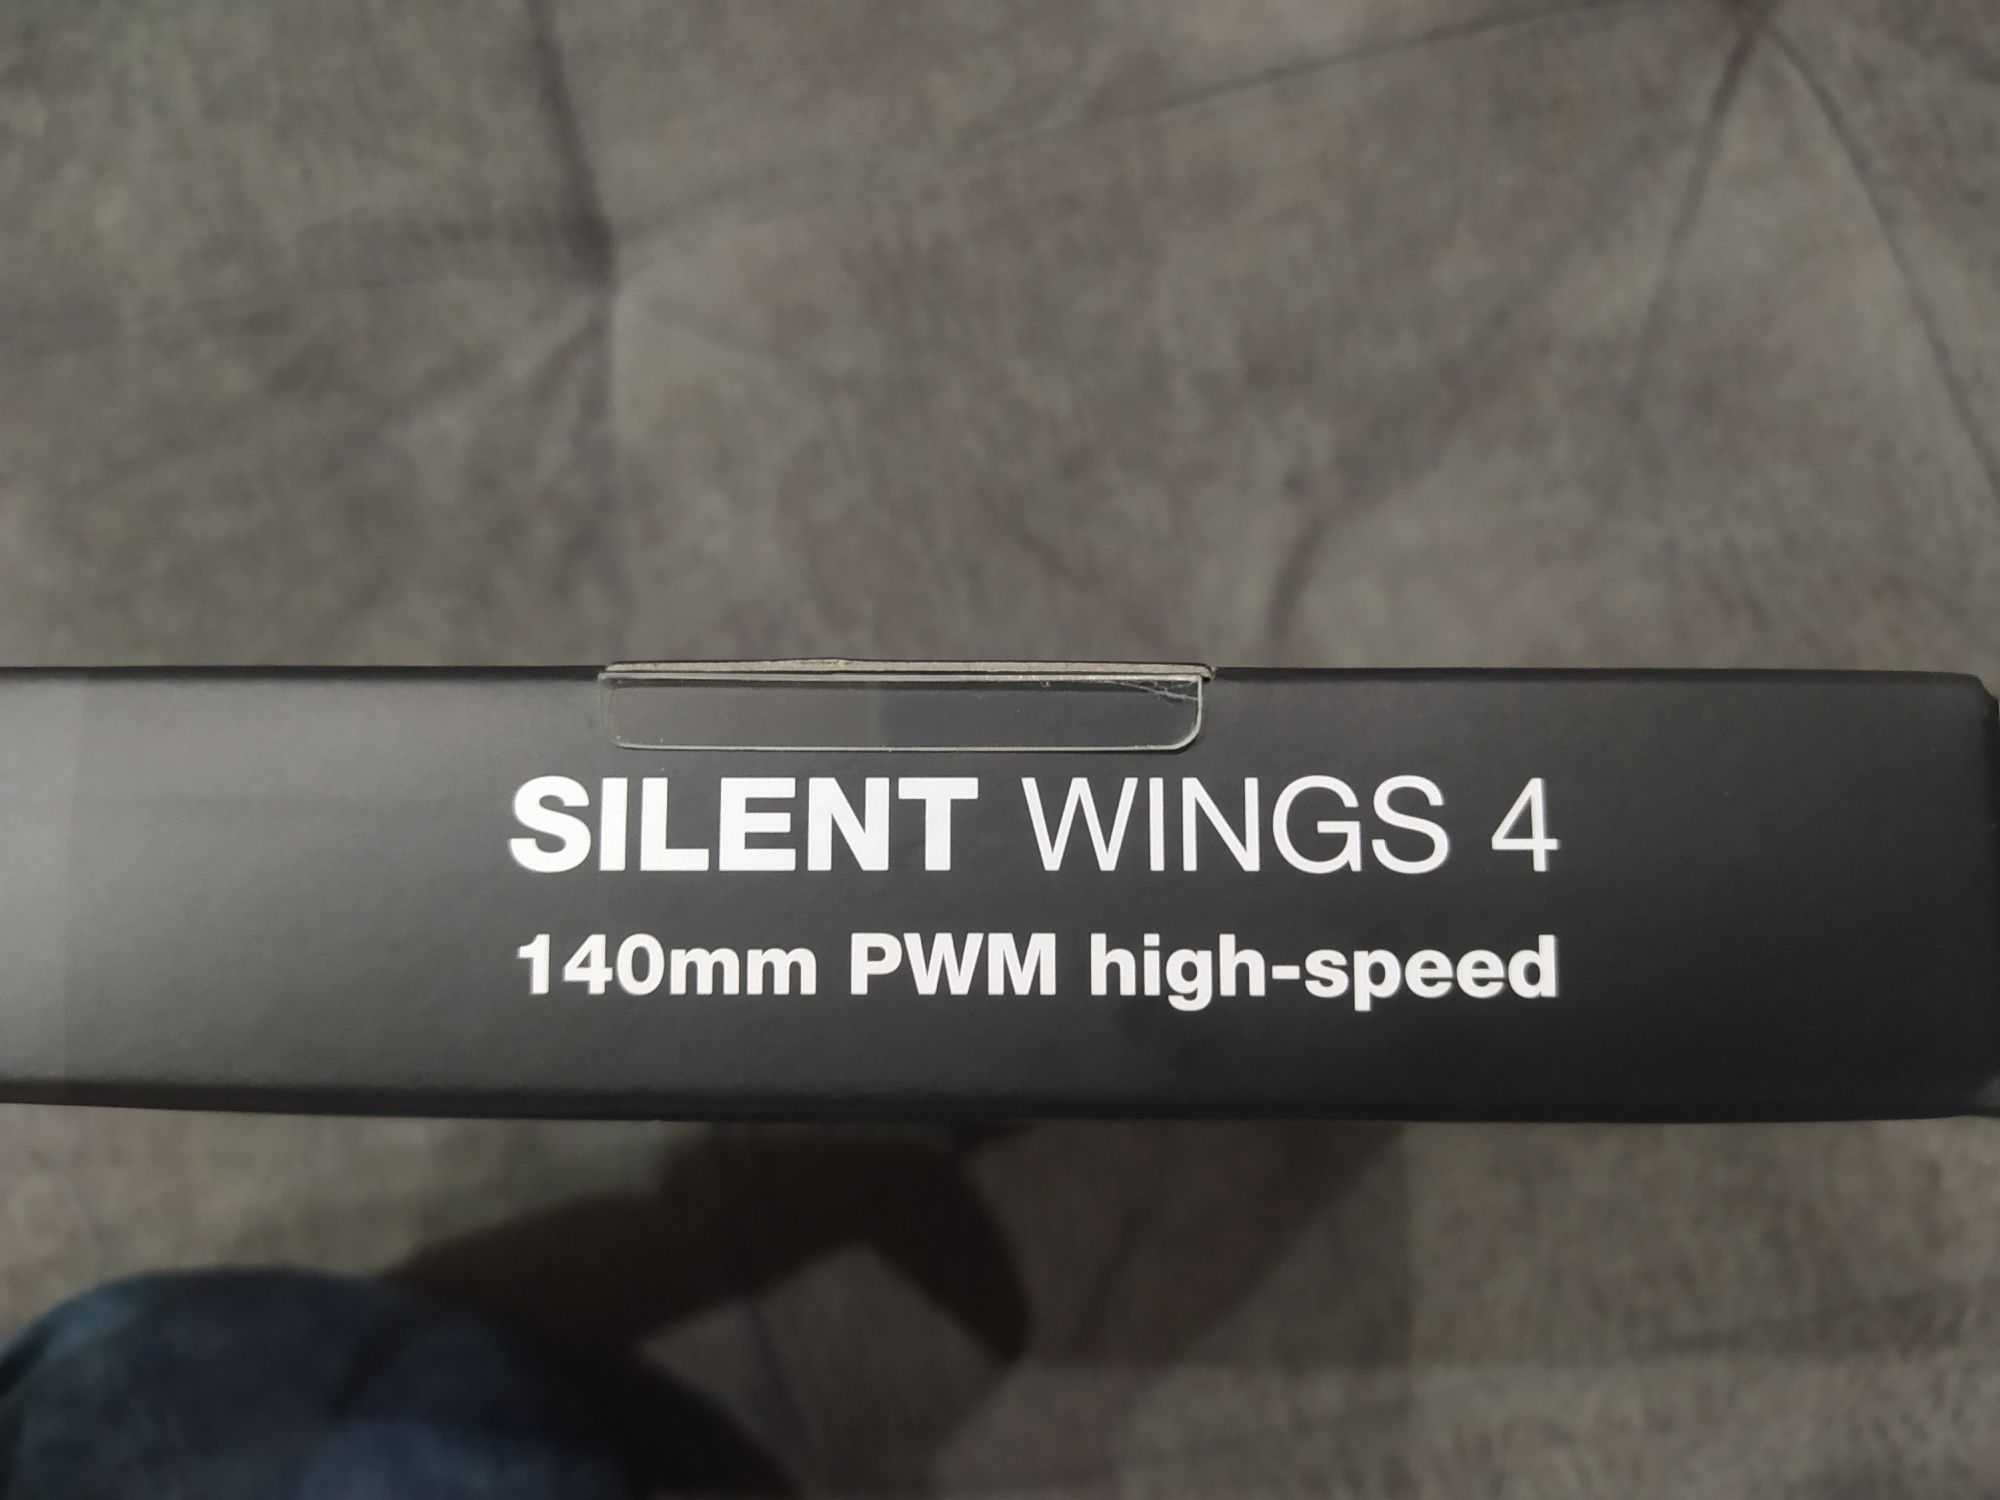 SILENT WINGS 4
140mm PWM high-speed